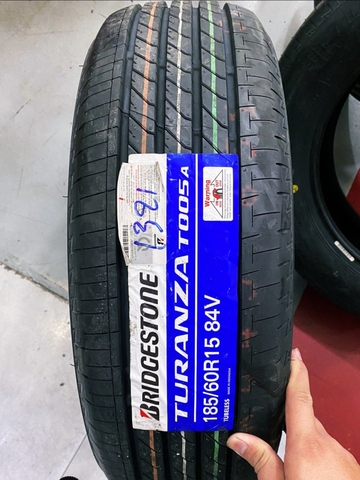 BRIDGESTONE
1321
TURANZA T005A
Warning
185/60R15 84V
TUBELESS